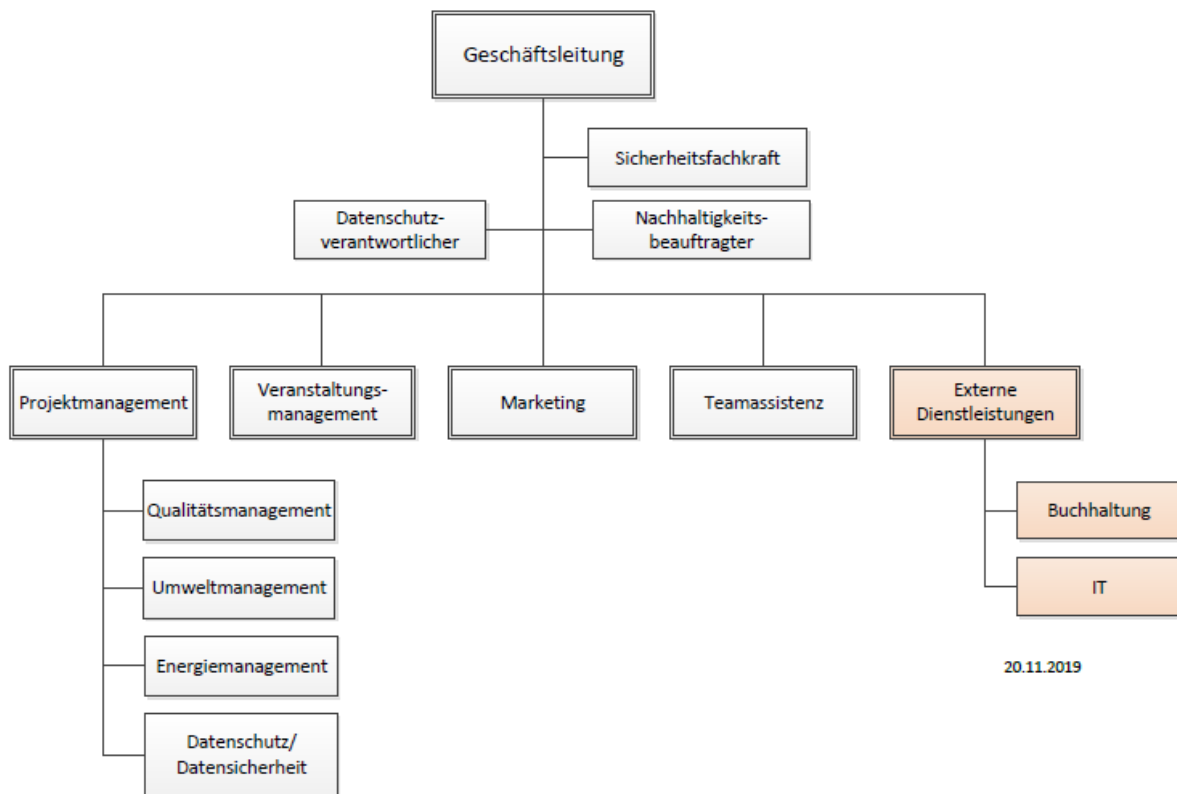 Geschäftsleitung
Sicherheitsfachkraft
Datenschutz-
verantwortlicher
Nachhaltigkeits-
beauftragter
Projektmanagement
Veranstaltungs-
management
Marketing
Teamassistenz
Externe
Dienstleistungen
Qualitätsmanagement
Umweltmanagement
Energiemanagement
Datenschutz/
Datensicherheit
Buchhaltung
IT
20.11.2019